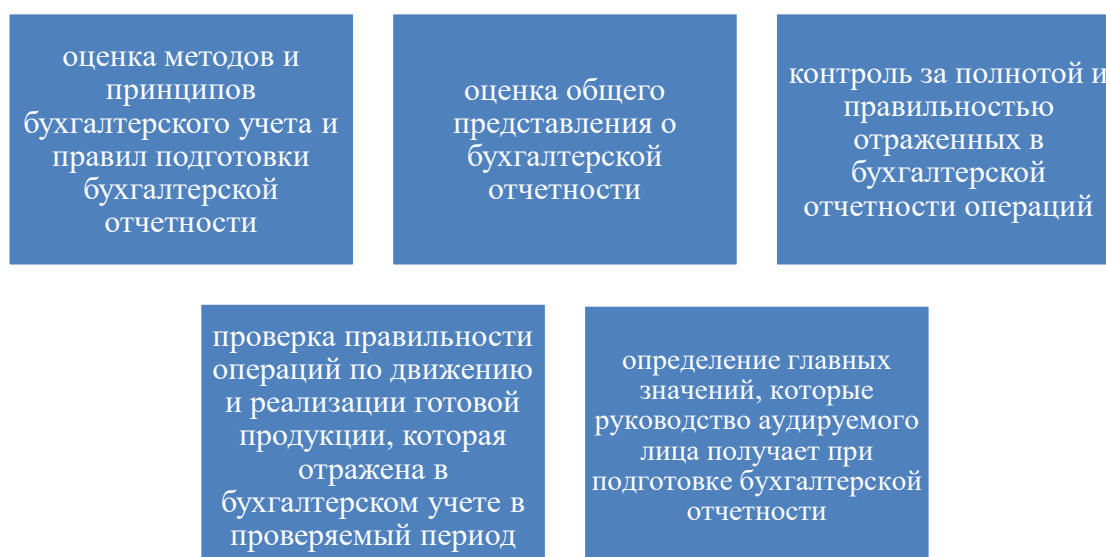 оценка методов и
принципов
бухгалтерского учета и
правил подготовки
бухгалтерской
отчетности
оценка общего
представления о
бухгалтерской
отчетности
контроль за полнотой и
правильностью
отраженных в
бухгалтерской
отчетности операций
проверка правильности
операций по движению
и реализации готовой
продукции, которая
отражена в
бухгалтерском учете в
проверяемый период
определение главных
значений, которые
руководство аудируемого
лица получает при
подготовке бухгалтерской
отчетности